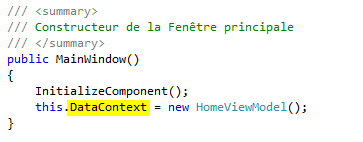 /// <summary>
/// Constructeur de la Fenêtre principale
/// </summary>
public MainWindow()
{
    InitializeComponent();
    this.DataContext = new HomeViewModel();
}